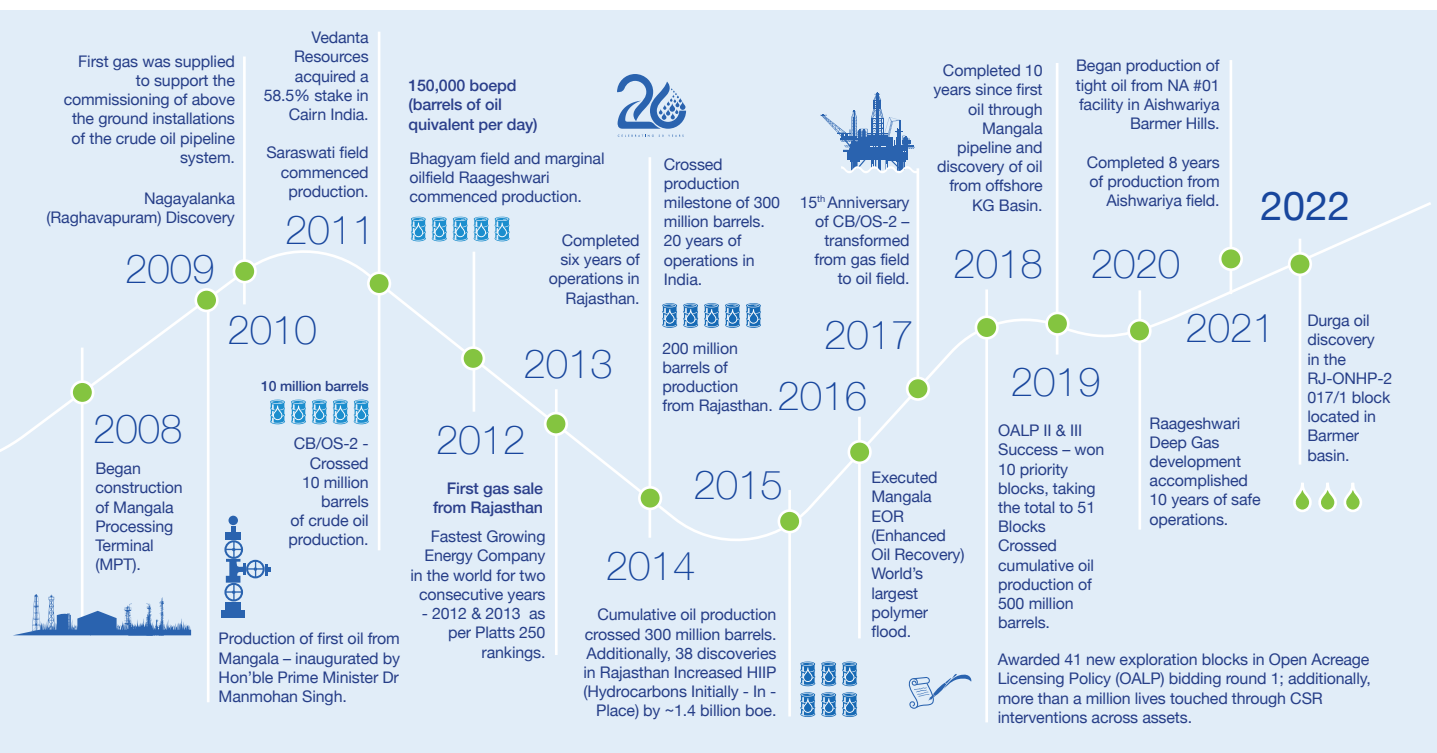 First gas was supplied
to support the
commissioning of above
the ground installations
of the crude oil pipeline
system.
Nagayalanka
(Raghavapuram) Discovery
2009
2010
2008
Began
construction
of Mangala
Processing
Terminal
(MPT).
Production of first oil from
Mangala – inaugurated by
Hon'ble Prime Minister Dr
Manmohan Singh.
Vedanta
Resources
acquired a
58.5% stake in
Cairn India.
Saraswati field
commenced
production.
2011
10 million barrels
CB/OS-2 -
Crossed
10 million
barrels
of crude oil
production.
150,000 boepd
(barrels of oil
quivalent per day)
Bhagyam field and marginal
oilfield Raageshwari
commenced production.
2012
First gas sale
from Rajasthan
Fastest Growing
Energy Company
in the world for two
consecutive years
- 2012 & 2013 as
per Platts 250
rankings.
Completed
six years of
operations in
Rajasthan.
2013
20
CELEBRATING 20 YEARS
Crossed
production
milestone of 300
million barrels.
20 years of
operations in
India.
200 million
barrels of
production
from Rajasthan.
2014
Cumulative oil production
crossed 300 million barrels.
Additionally, 38 discoveries
in Rajasthan Increased HIIP
(Hydrocarbons Initially - In -
Place) by ~1.4 billion boe.
2015
2016
Executed
Mangala
EOR
(Enhanced
Oil Recovery)
World's
largest
polymer
flood.
15th Anniversary
of CB/OS-2 –
transformed
from gas field
to oil field.
2017
Completed 10
years since first
oil through
Mangala
pipeline and
discovery of oil
from offshore
KG Basin.
2018
2019
OALP II & III
Success – won
10 priority
blocks, taking
the total to 51
Blocks
Crossed
cumulative oil
production of
500 million
barrels.
Awarded 41 new exploration blocks in Open Acreage
Licensing Policy (OALP) bidding round 1; additionally,
more than a million lives touched through CSR
interventions across assets.
Began production of
tight oil from NA #01
facility in Aishwariya
Barmer Hills.
Completed 8 years
of production from
Aishwariya field.
2020
2021
Raageshwari
Deep Gas
development
accomplished
10 years of safe
operations.
2022
Durga oil
discovery
in the
RJ-ONHP-2
017/1 block
located in
Barmer
basin.